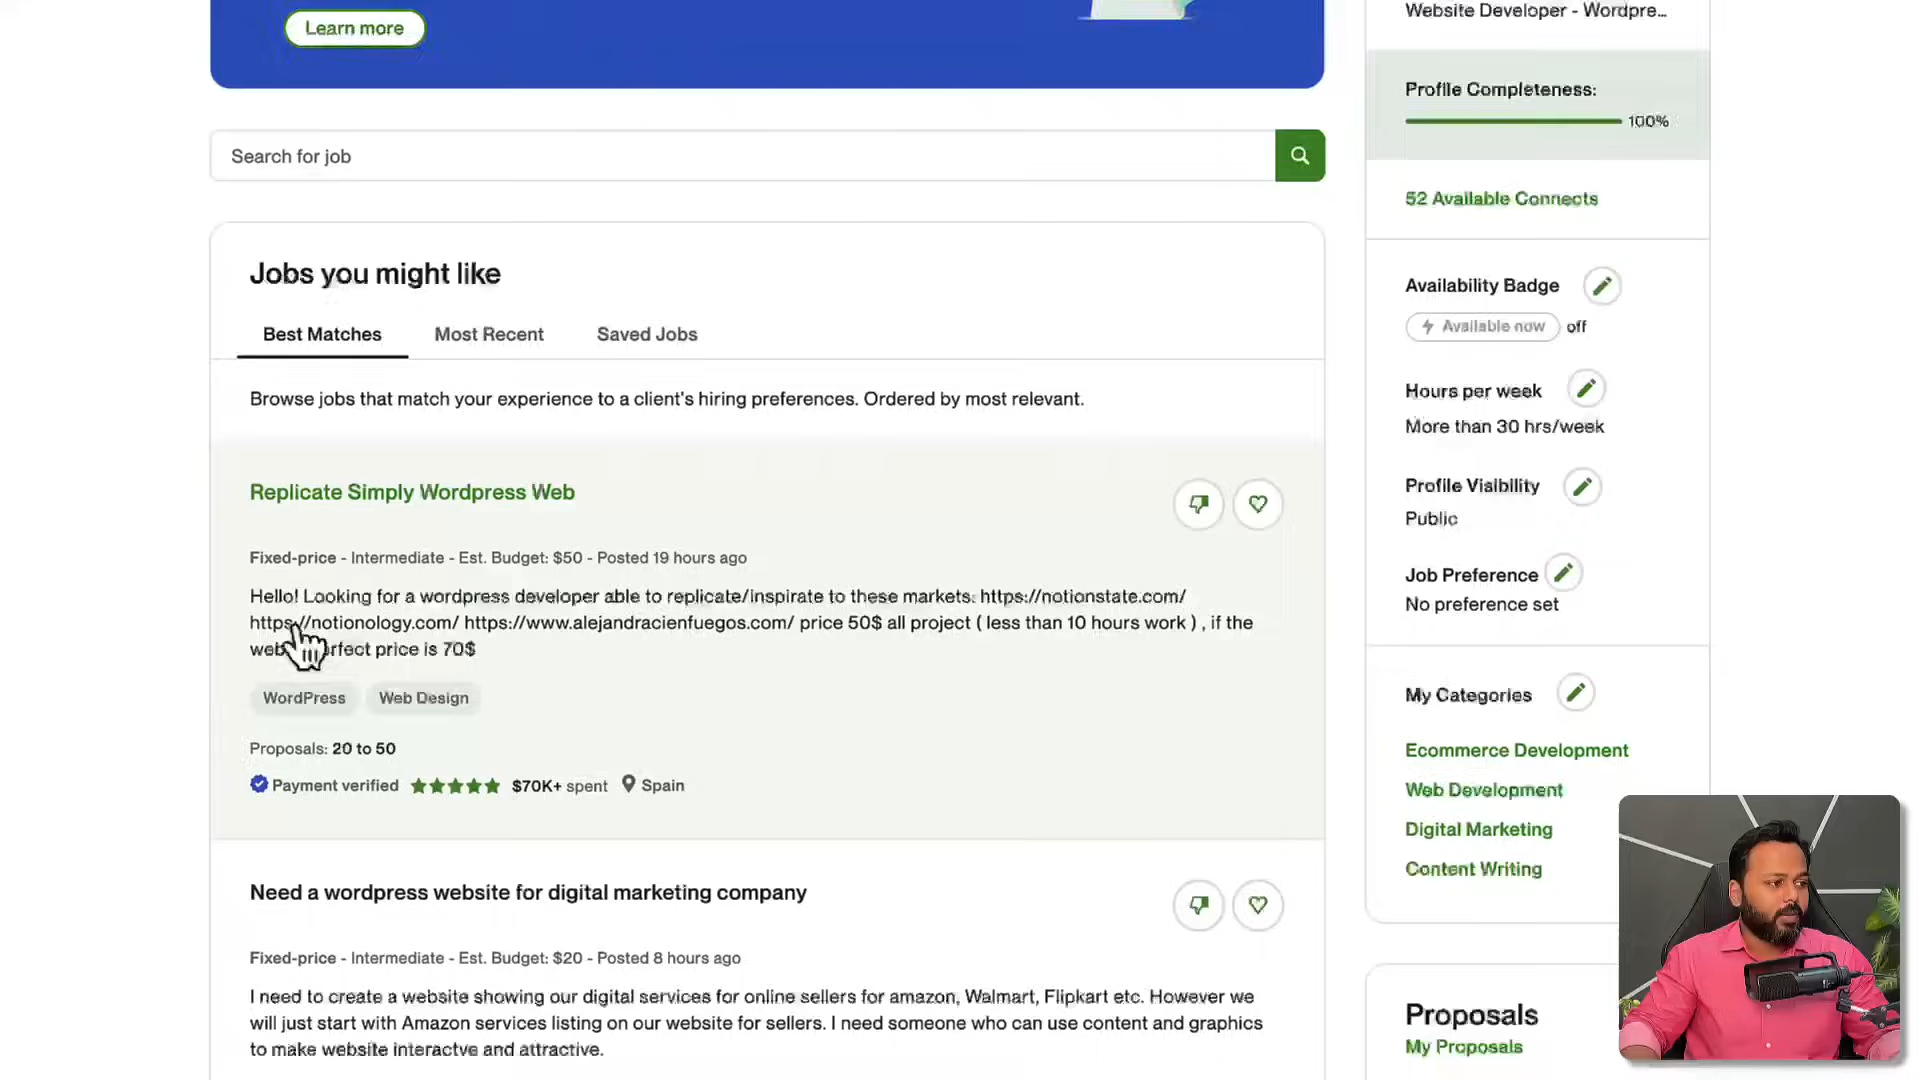 Learn more
Website Developer - Wordpre...
Profile Completeness:
100%
Search for job
52 Available Connects
Jobs you might like
Availability Badge
Available now off
Best Matches Most Recent Saved Jobs
Browse jobs that match your experience to a client's hiring preferences. Ordered by most relevant.
Hours per week
More than 30 hrs/week
Replicate Simply Wordpress Web
Profile Visibility
Public
Fixed-price - Intermediate - Est. Budget: $50 - Posted 19 hours ago
Job Preference
No preference set
Hello! Looking for a wordpress developer able to replicate/inspirate to these markets: https://notionstate.com/
https://notionology.com/ https://www.alejandracienfuegos.com/ price 50$ all project ( less than 10 hours work ) , if the
web rfect price is 70$
WordPress Web Design
My Categories
Proposals: 20 to 50
Ecommerce Development
Payment verified $70K+ spent Spain
Web Development
Digital Marketing
Content Writing
Need a wordpress website for digital marketing company
Fixed-price - Intermediate - Est. Budget: $20 - Posted 8 hours ago
I need to create a website showing our digital services for online sellers for amazon, Walmart, Flipkart etc. However we
will just start with Amazon services listing on our website for sellers. I need someone who can use content and graphics
to make website interactve and attractive.
Proposals
My Proposals